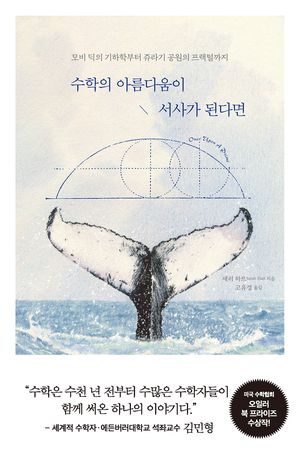 모비 딕의 기하학부터 쥬라기 공원의 프랙털까지
수학의 아름다움이
서사가 된다면
Once Upon A Prime
새러 하트 Sarah Hart 지음
고유경 옮김
“수학은 수천 년 전부터 수많은 수학자들이
함께 써온 하나의 이야기다.”
– 세계적 수학자·에든버러대학교 석좌교수 김민형
미국 수학협회
오일러
북 프라이즈
수상작!